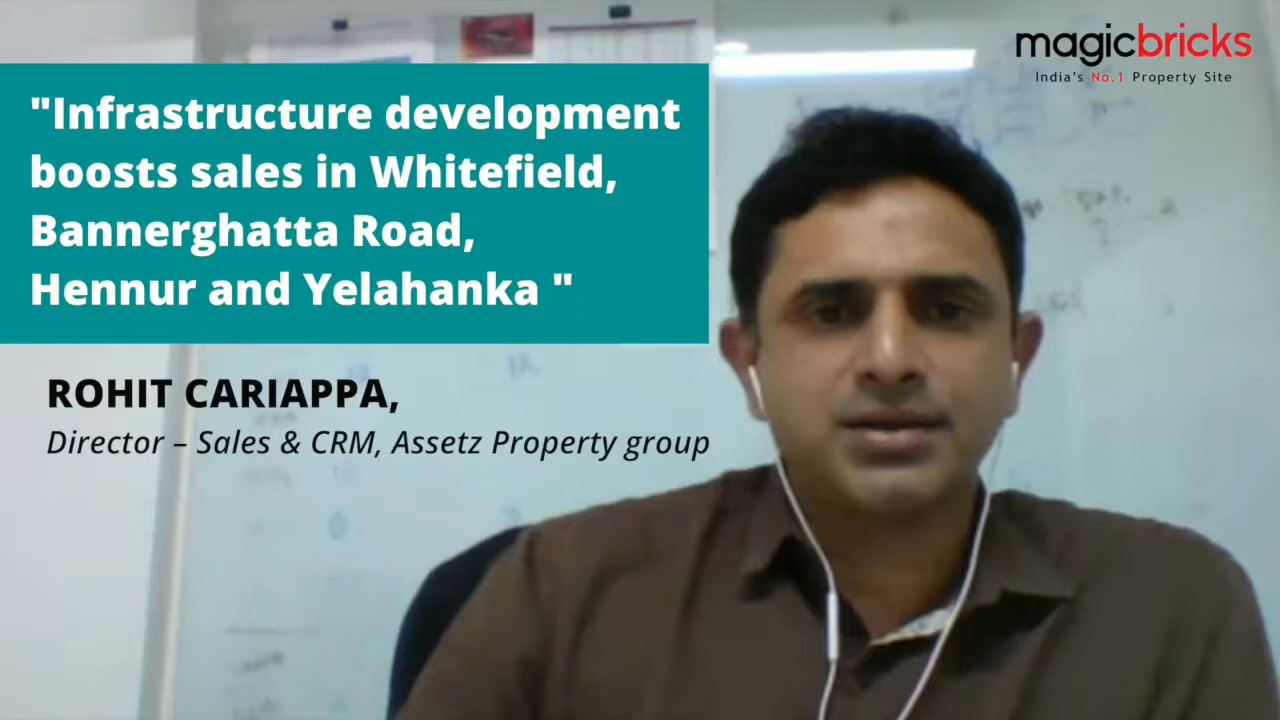 magicbricks
India's No.1 Property Site
"Infrastructure development
boosts sales in Whitefield,
Bannerghatta Road,
Hennur and Yelahanka "
ROHIT CARIAPPA,
Director – Sales & CRM, Assetz Property group